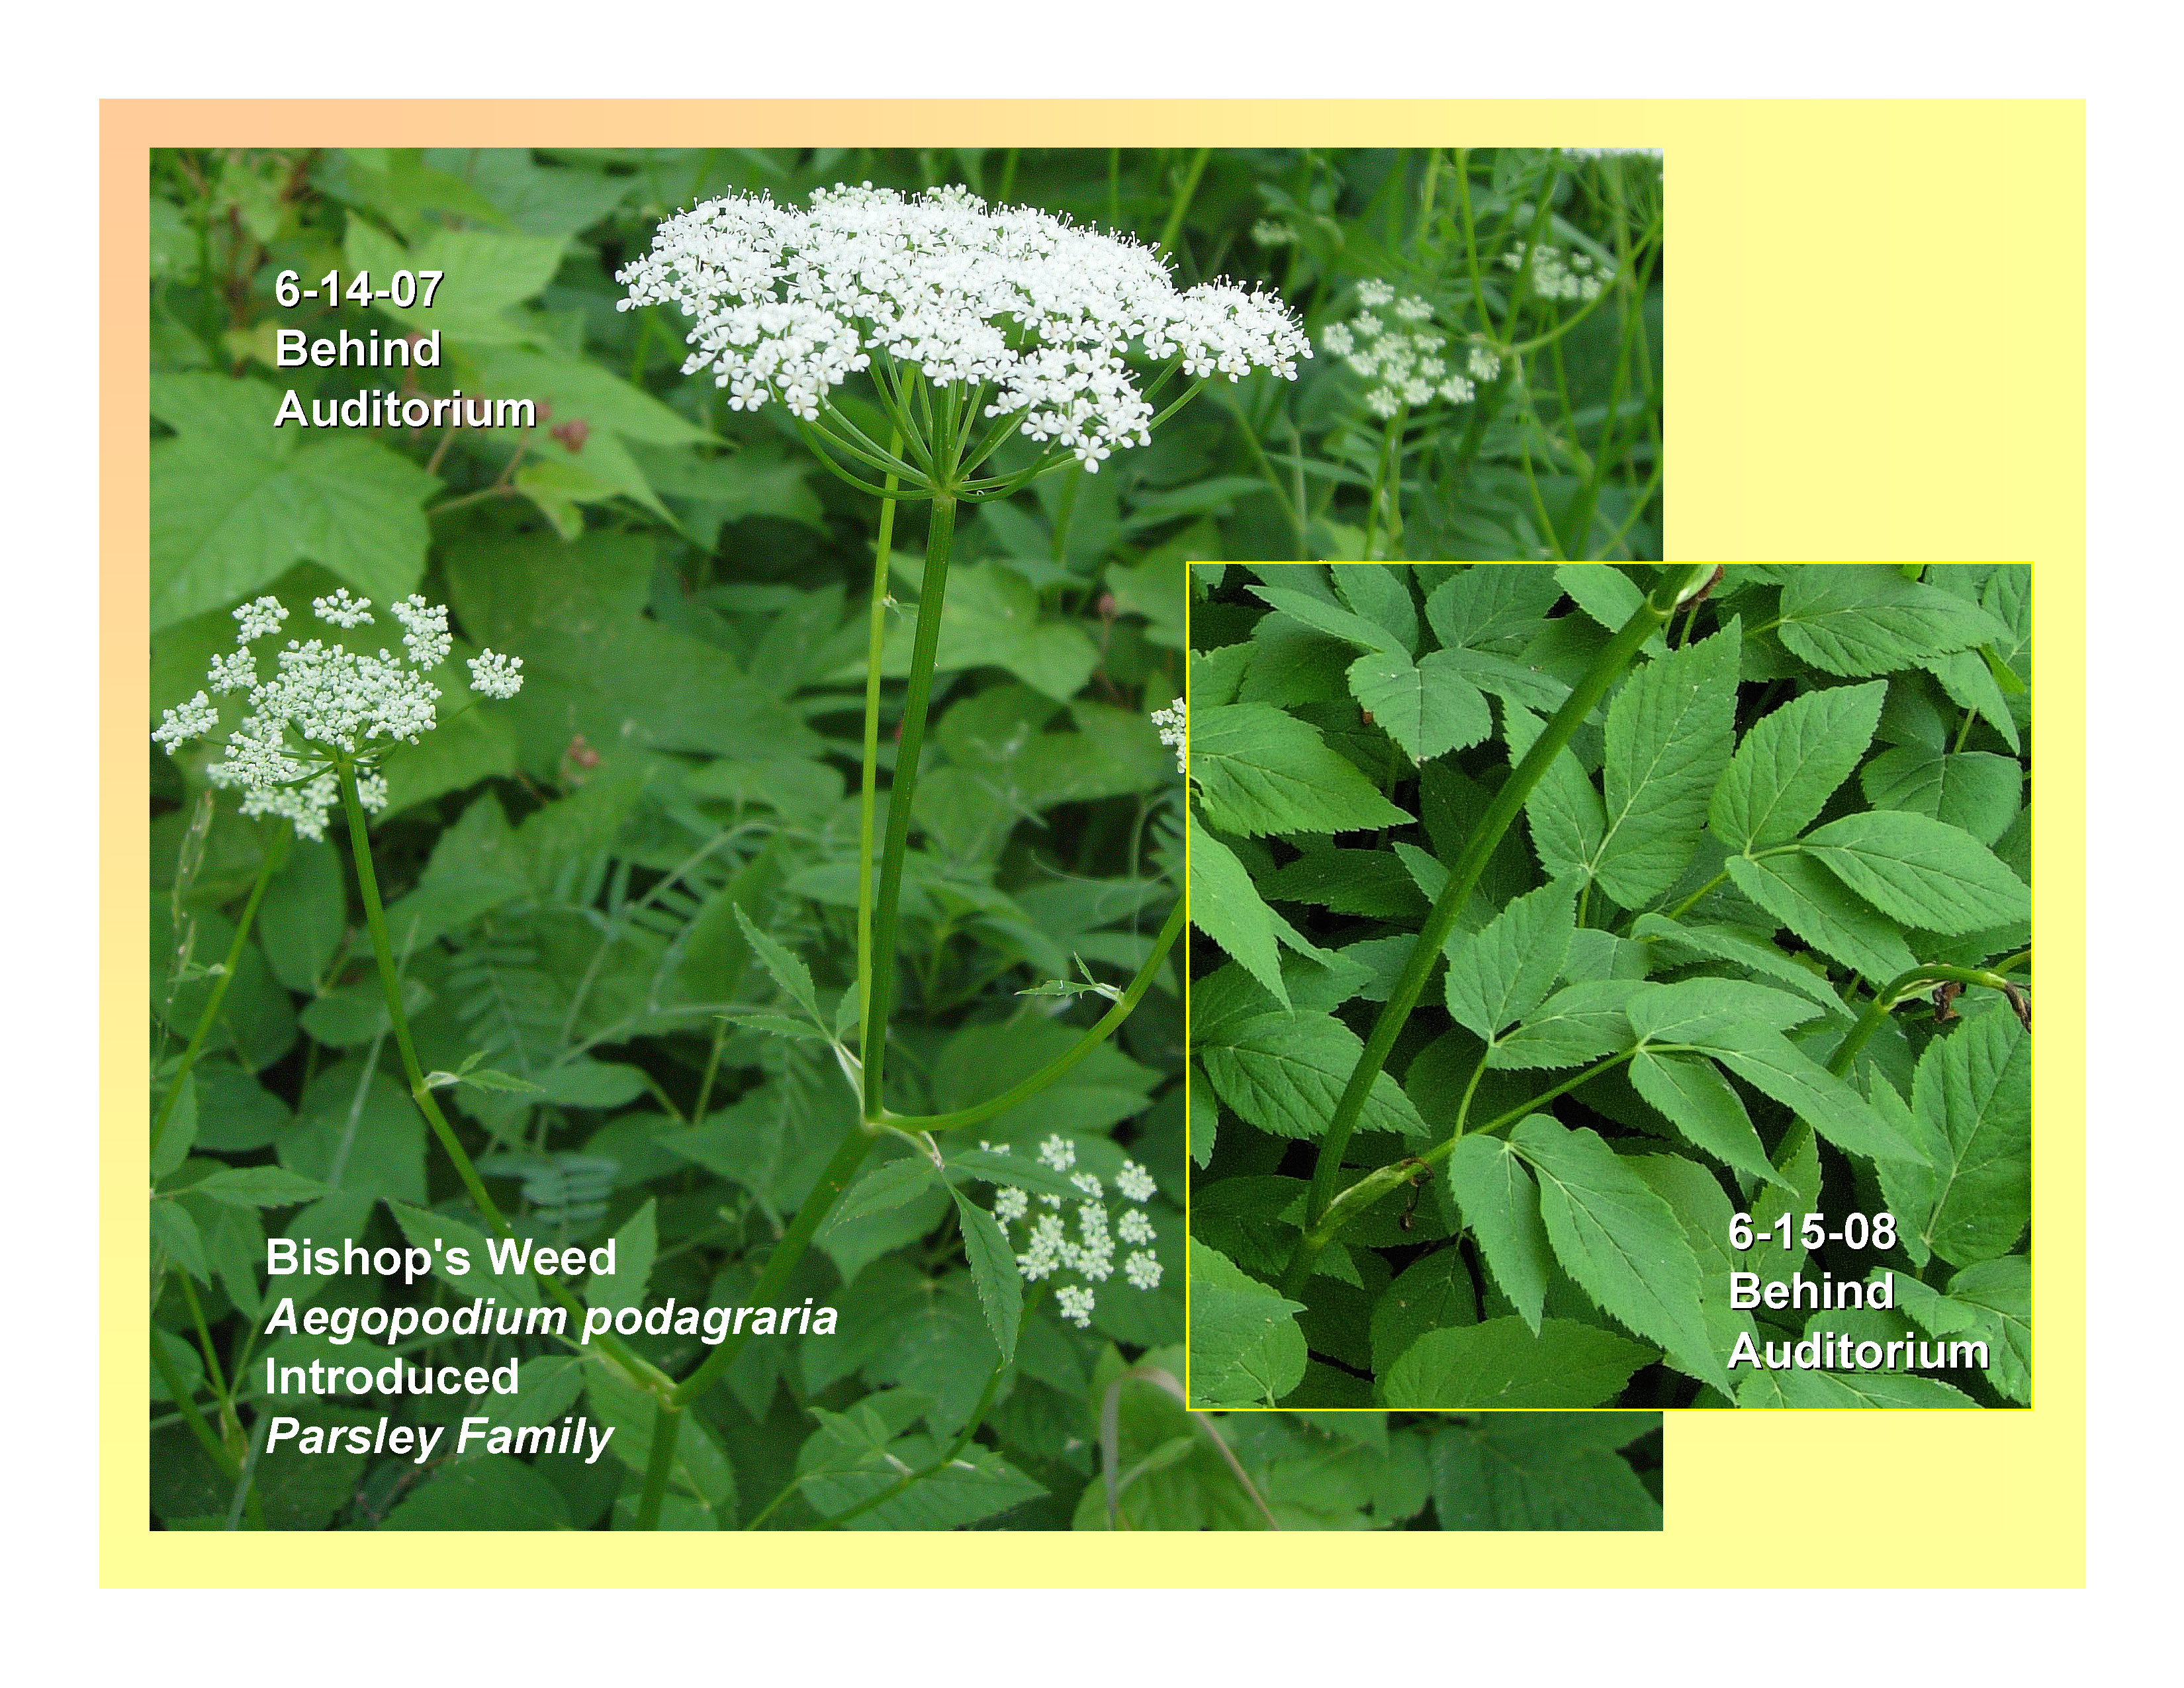 6-14-07
Behind
Auditorium
Bishop's Weed
Aegopodium podagraria
Introduced
Parsley Family
6-15-08
Behind
Auditorium